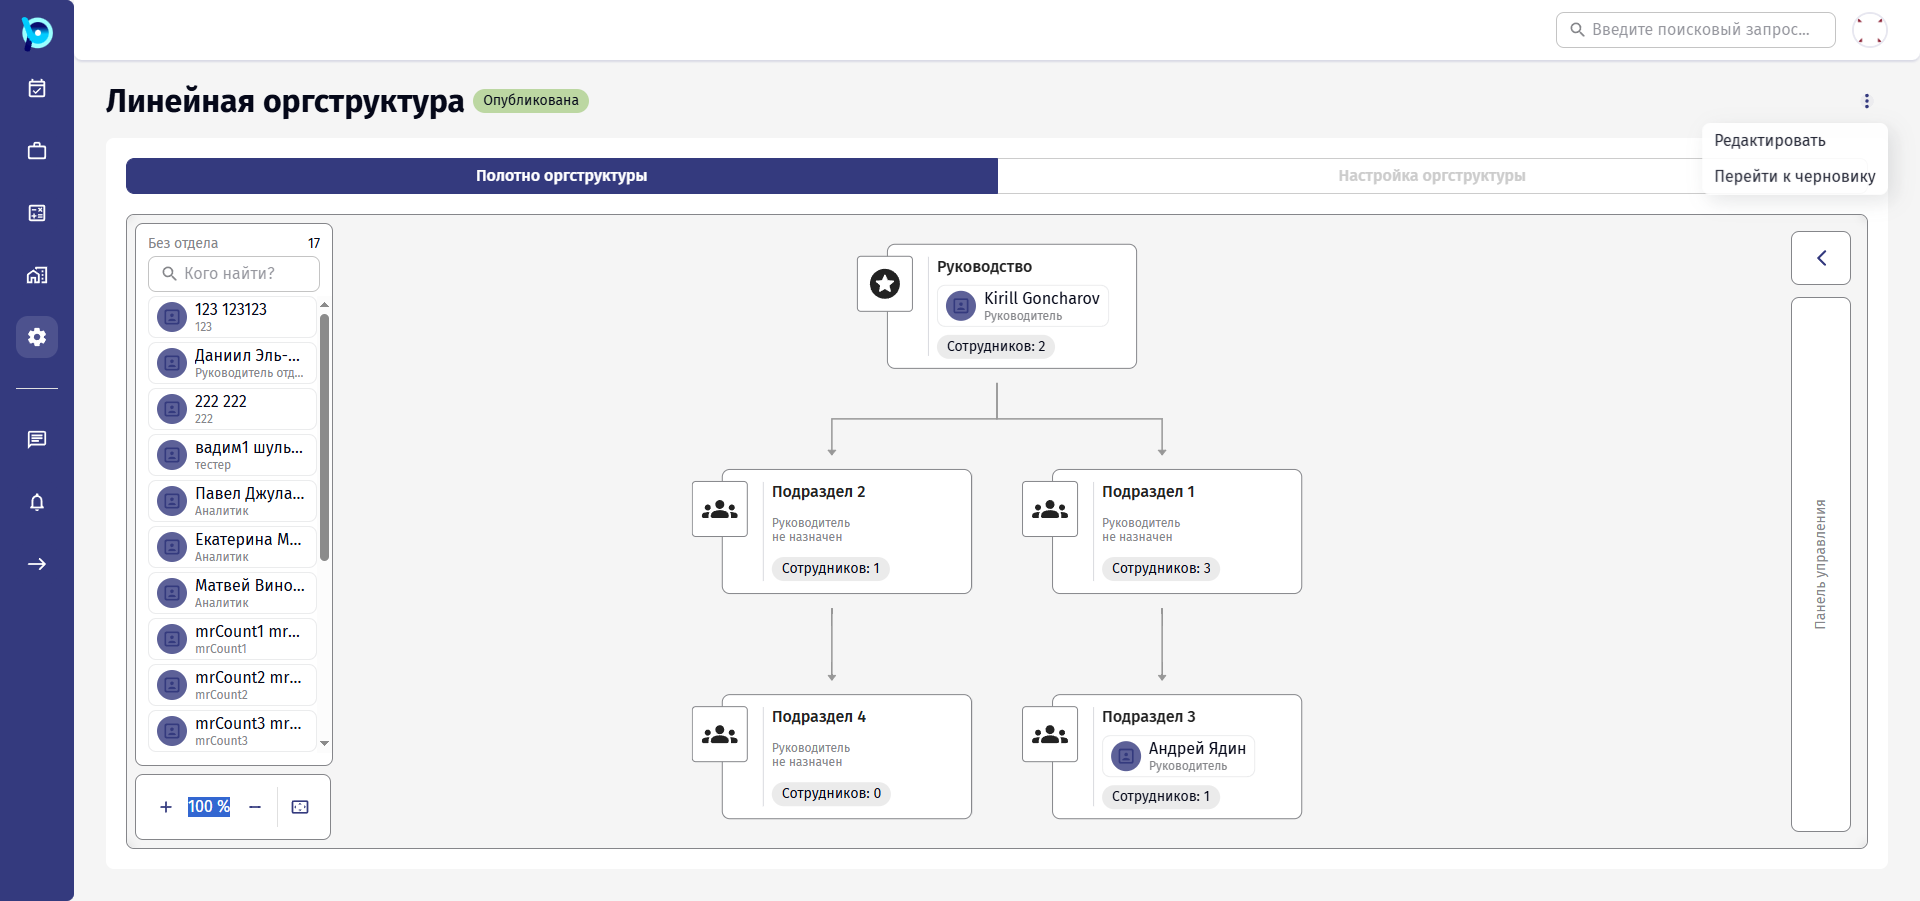 Введите поисковый запрос...
Линейная оргструктура
Опубликована
Редактировать
Перейти к черновику
Полотно оргструктуры
Настройка оргструктуры
Без отдела
17
Кого найти?
123 123123
123
Даниил Эль-...
Руководитель отд...
222 222
222
вадим1 шуль...
тестер
Павел Джула...
Аналитик
Екатерина М...
Аналитик
Матвей Вино...
Аналитик
mrCount1 mr...
mrCount1
mrCount2 mr...
mrCount2
mrCount3 mr...
mrCount3
100 %
Руководство
Kirill Goncharov
Руководитель
Сотрудников: 2
Подраздел 2
Руководитель
не назначен
Сотрудников: 1
Подраздел 1
Руководитель
не назначен
Сотрудников: 3
Подраздел 4
Руководитель
не назначен
Сотрудников: 0
Подраздел 3
Андрей Ядин
Руководитель
Сотрудников: 1
Панель управления